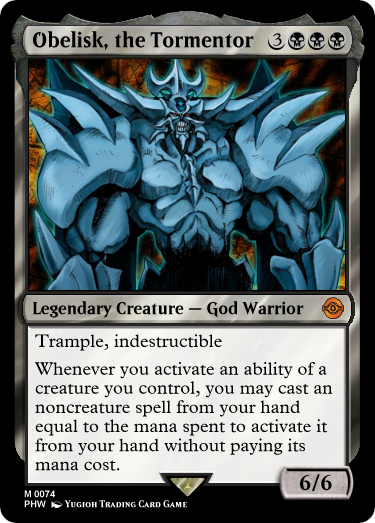 Obelisk, the Tormentor 3
Legendary Creature — God Warrior
Trample, indestructible
Whenever you activate an ability of a
creature you control, you may cast an
noncreature spell from your hand
equal to the mana spent to activate it
from your hand without paying its
mana cost.
6/6
M 0074
PHW YUGIOH TRADING CARD GAME